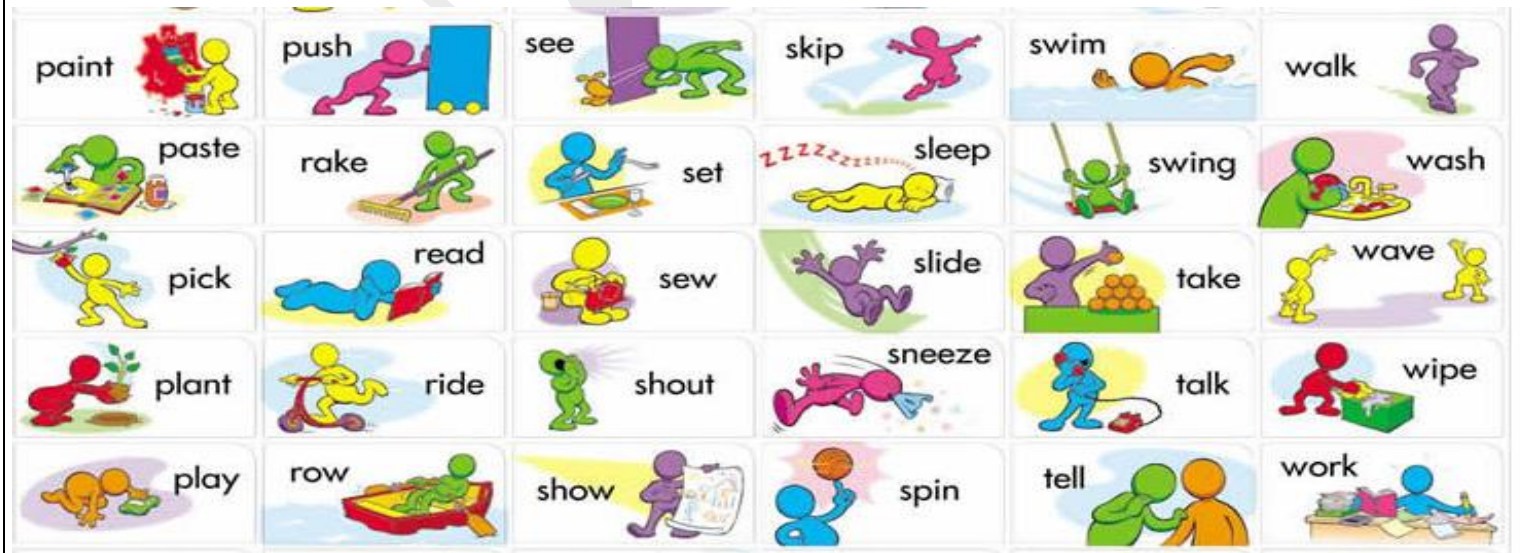 paint
push
see
skip
swim
walk
paste
rake
set
zzzzzzzzzzzzz
sleep
swing
wash
pick
read
sew
slide
take
wave
plant
ride
shout
sneeze
talk
wipe
play
row
show
spin
tell
work